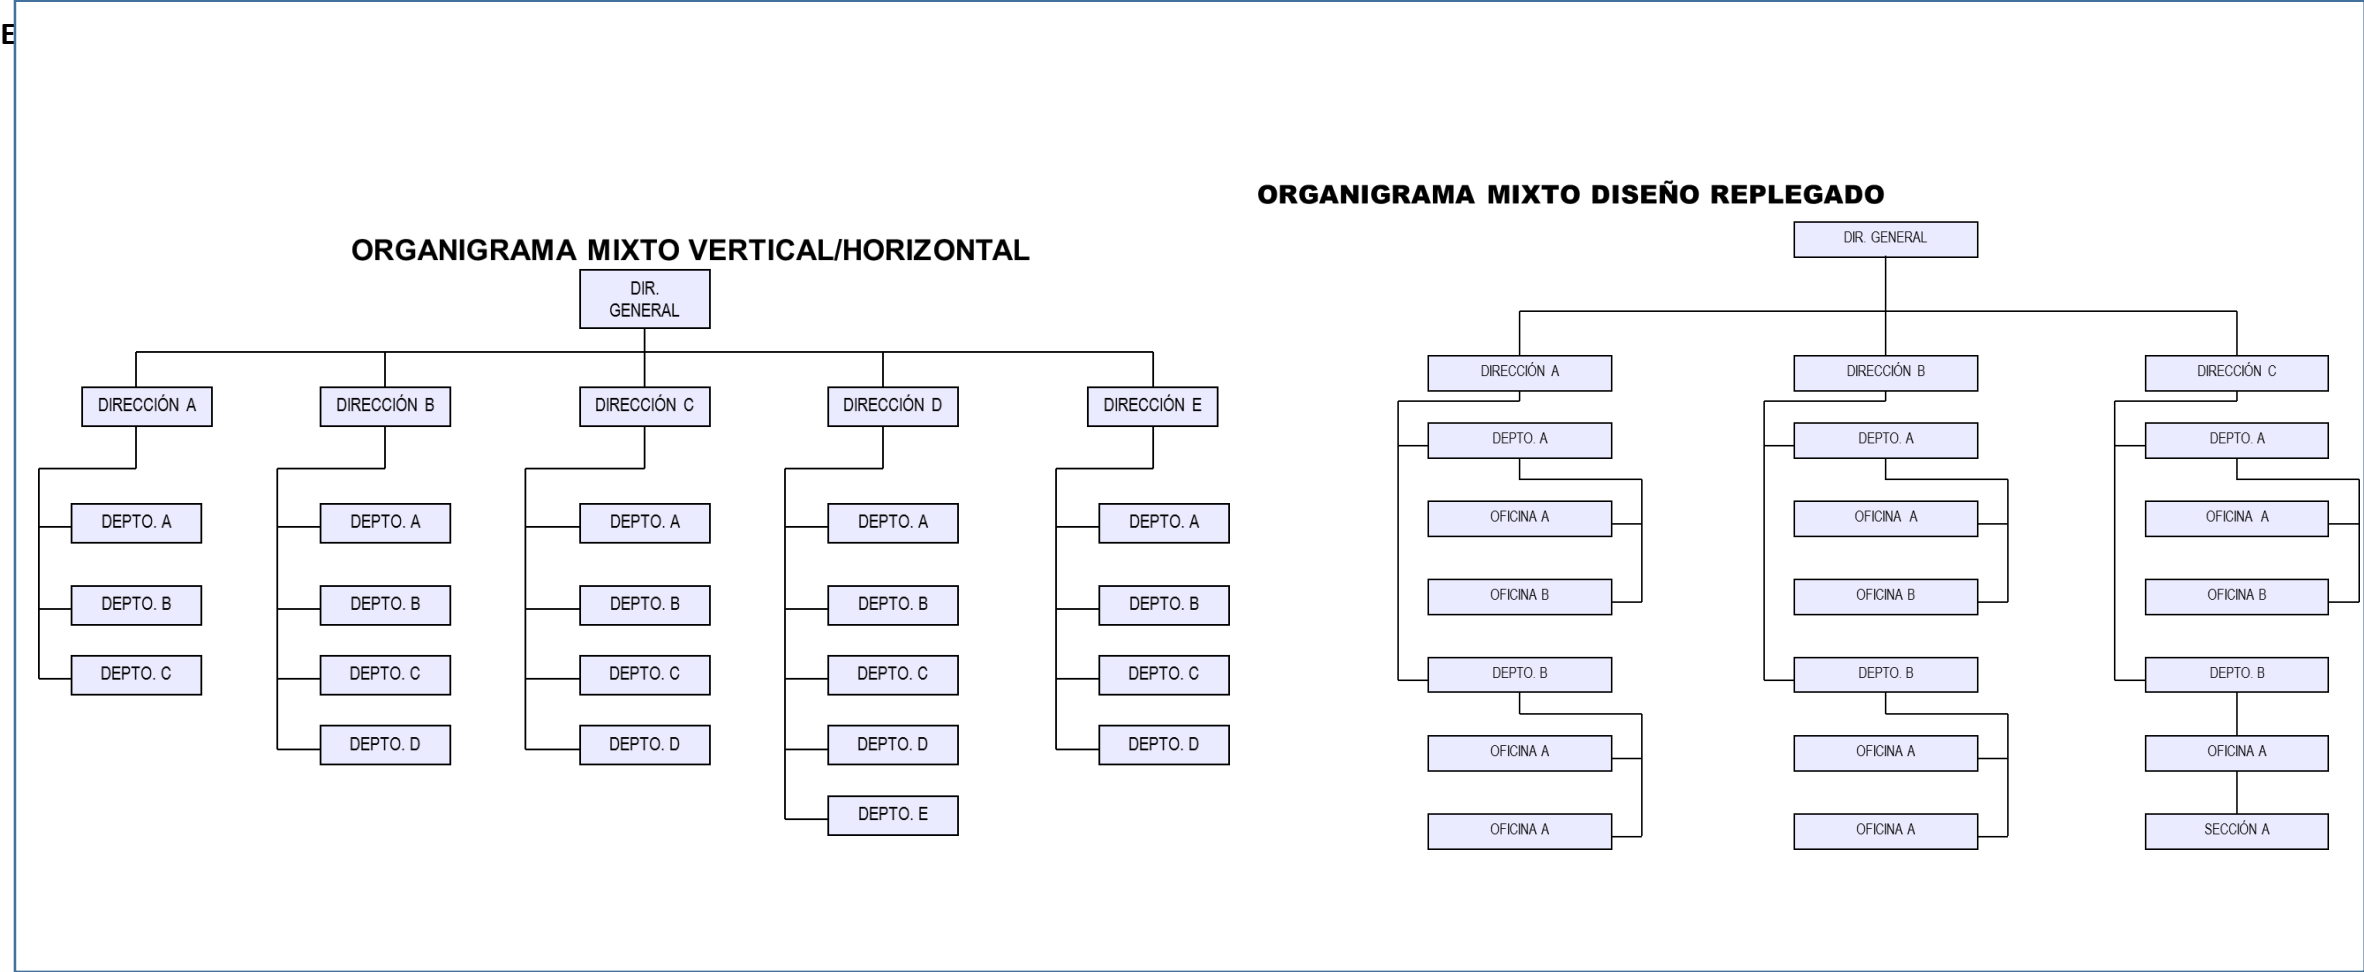 E
ORGANIGRAMA MIXTO VERTICAL/HORIZONTAL
DIR.
GENERAL
DIRECCIÓN A
DIRECCIÓN B
DIRECCIÓN C
DIRECCIÓN D
DIRECCIÓN E
DEPTO. A
DEPTO. A
DEPTO. A
DEPTO. A
DEPTO. A
DEPTO. B
DEPTO. B
DEPTO. B
DEPTO. B
DEPTO. B
DEPTO. C
DEPTO. C
DEPTO. C
DEPTO. C
DEPTO. C
DEPTO. D
DEPTO. D
DEPTO. D
DEPTO. D
DEPTO. E
ORGANIGRAMA MIXTO DISEÑO REPLEGADO
DIR. GENERAL
DIRECCIÓN A
DIRECCIÓN B
DIRECCIÓN C
DEPTO. A
DEPTO. A
DEPTO. A
OFICINA A
OFICINA A
OFICINA A
OFICINA B
OFICINA B
OFICINA B
DEPTO. B
DEPTO. B
DEPTO. B
OFICINA A
OFICINA A
OFICINA A
OFICINA A
OFICINA A
SECCIÓN A